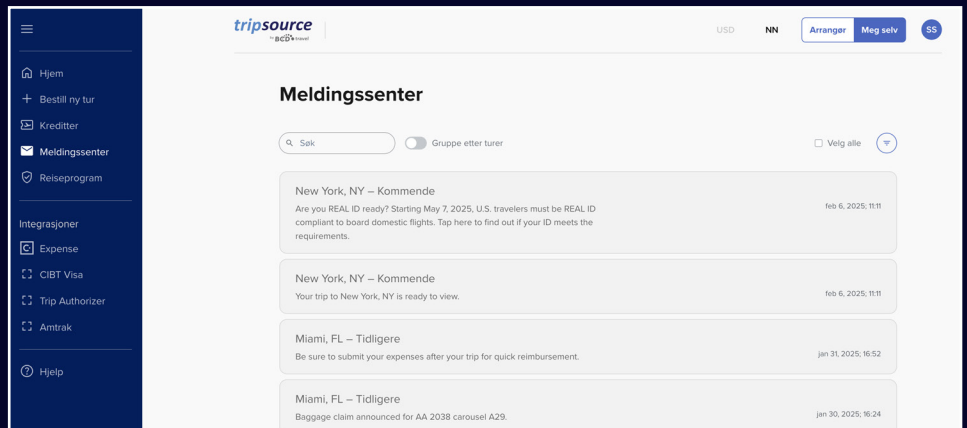 Hjem
Bestill ny tur
Kreditter
Meldingssenter
Reiseprogram
Integrasjoner
Expense
CIBT Visa
Trip Authorizer
Amtrak
Hjelp
tripsource
by BCD travel
USD
NN
Arrangør
Meg selv
SS
Meldingssenter
Søk
Gruppe etter turer
Velg alle
New York, NY – Kommende
Are you REAL ID ready? Starting May 7, 2025, U.S. travelers must be REAL ID
compliant to board domestic flights. Tap here to find out if your ID meets the
requirements.
feb 6, 2025; 11:11
New York, NY – Kommende
Your trip to New York, NY is ready to view.
feb 6, 2025; 11:11
Miami, FL – Tidligere
Be sure to submit your expenses after your trip for quick reimbursement.
jan 31, 2025; 16:52
Miami, FL – Tidligere
Baggage claim announced for AA 2038 carousel A29.
jan 30, 2025; 16:24